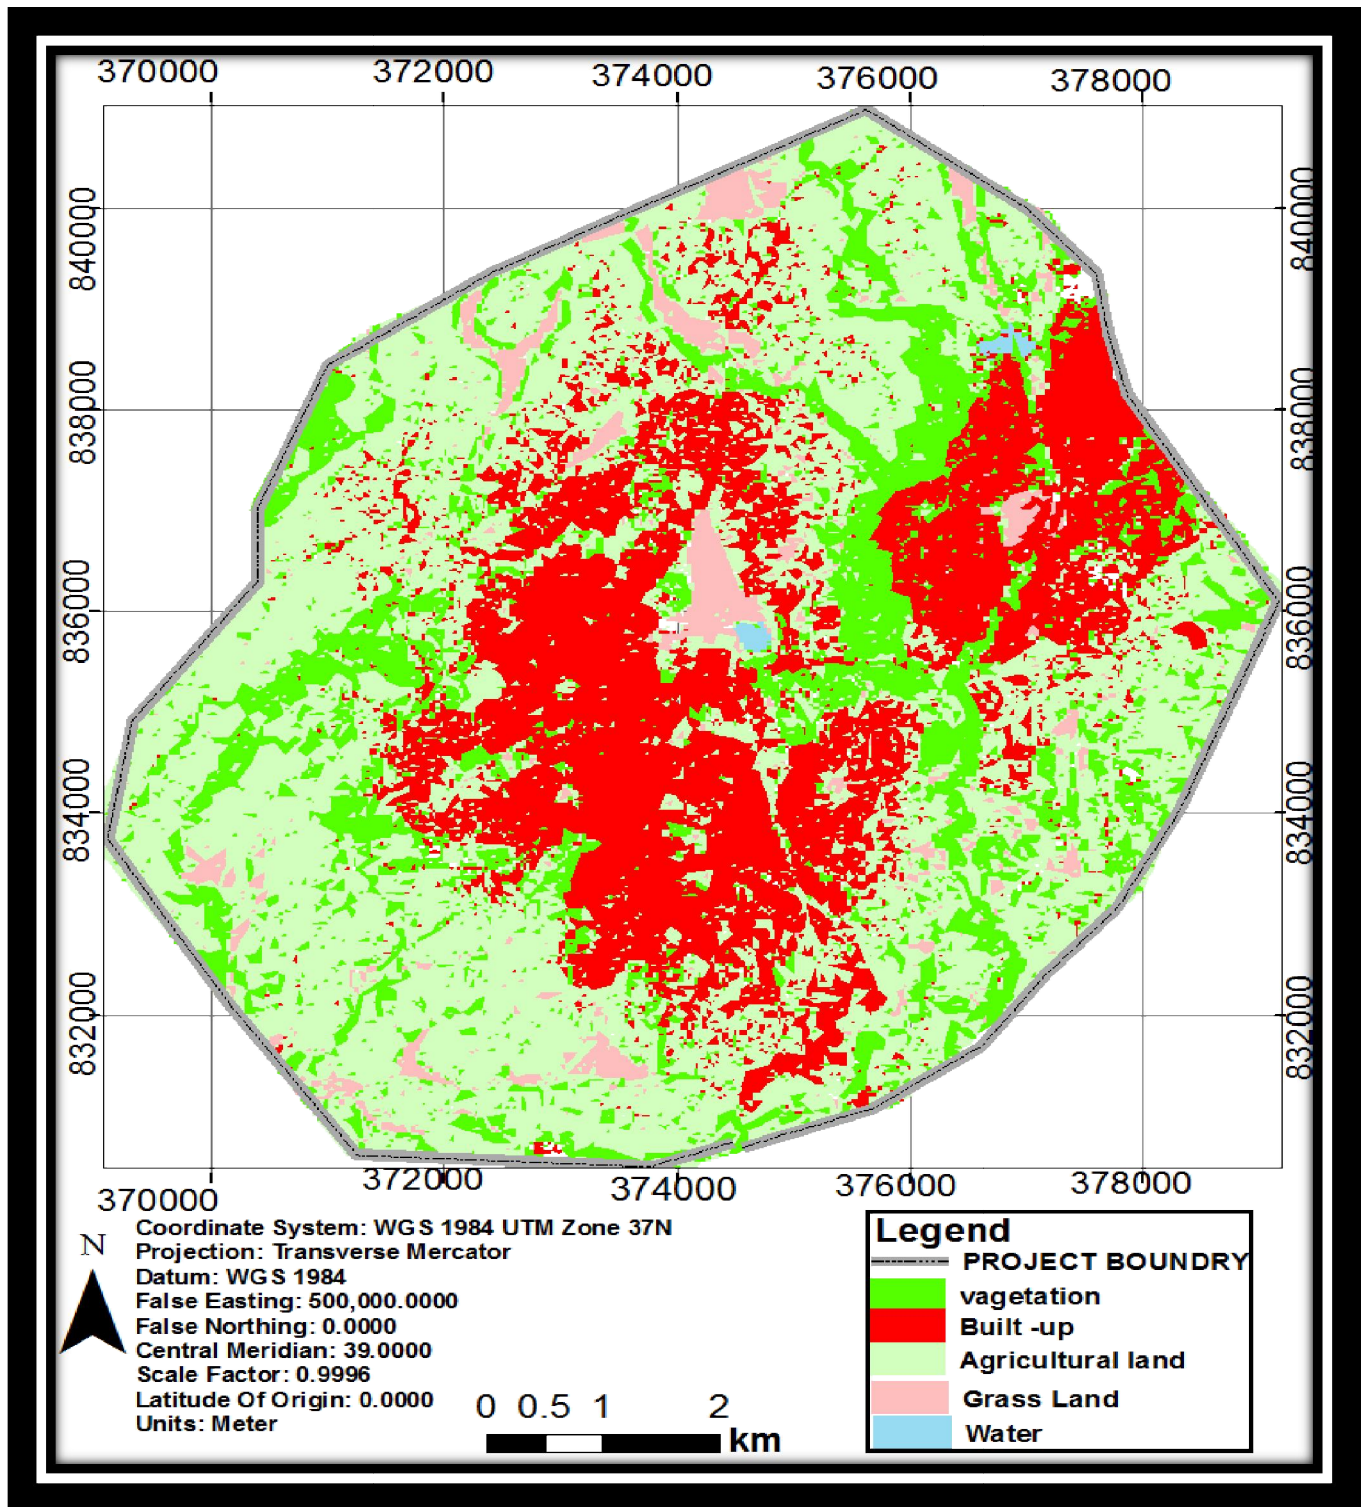 370000 372000 374000 376000 378000
840000 840000
838000 838000
836000 836000
834000 834000
832000 832000
370000 372000 374000 376000 378000
N
Coordinate System: WGS 1984 UTM Zone 37N
Projection: Transverse Mercator
Datum: WGS 1984
False Easting: 500,000.0000
False Northing: 0.0000
Central Meridian: 39.0000
Scale Factor: 0.9996
Latitude Of Origin: 0.0000
Units: Meter
0 0.5 1 2
km
Legend
PROJECT BOUNDRY
vagetation
Built -up
Agricultural land
Grass Land
Water